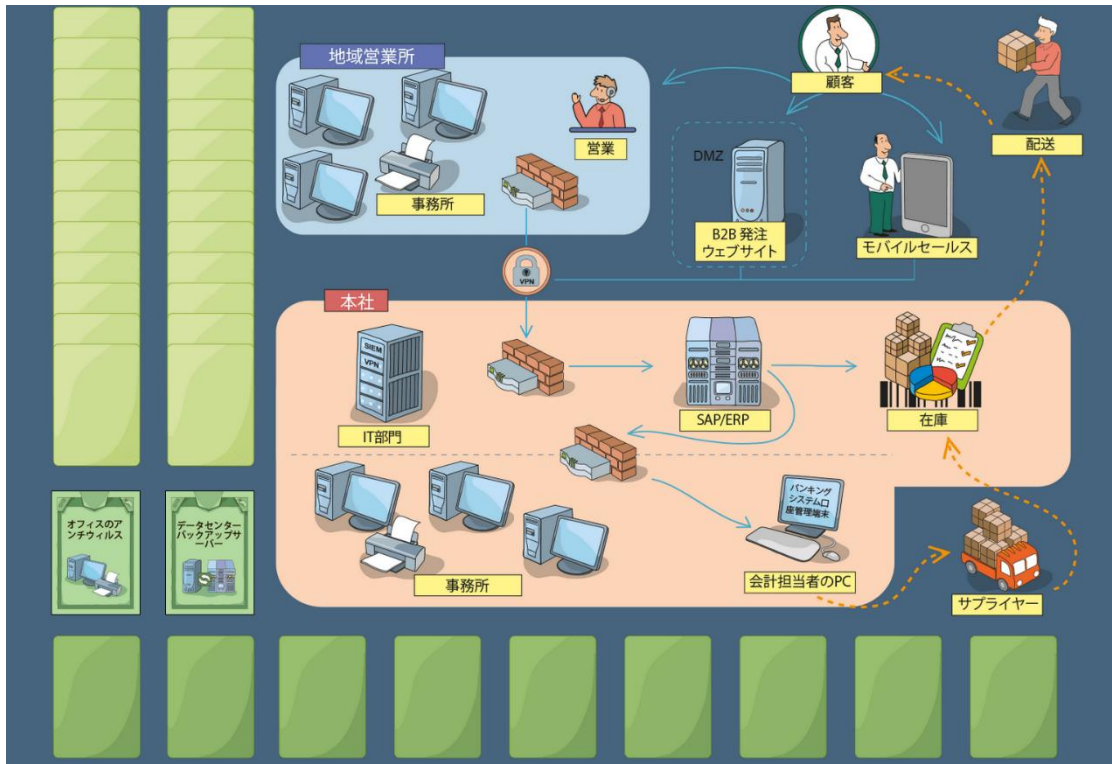 地域営業所
顧客
営業
事務所
配送
DMZ
B2B 発注
ウェブサイト
モバイルセールス
VPN
本社
SIEM
VPN
IT部門
SAP/ERP
在庫
オフィスのア
ンチウィルス
データセンター
バックアップサ
ーバー
バンキング
システム口
座管理端末
事務所
会計担当者のPC
サプライヤー